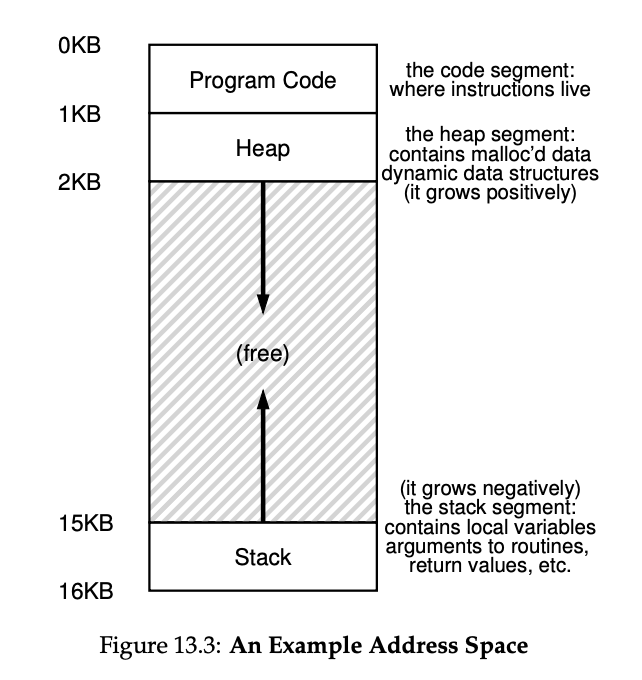 0KB
Program Code
the code segment:
where instructions live
1KB
the heap segment:
Heap
contains malloc'd data
dynamic data structures
2KB
(it grows positively)
(free)
(it grows negatively)
the stack segment:
15KB
contains local variables
arguments to routines,
Stack
return values, etc.
16KB
Figure 13.3: An Example Address Space